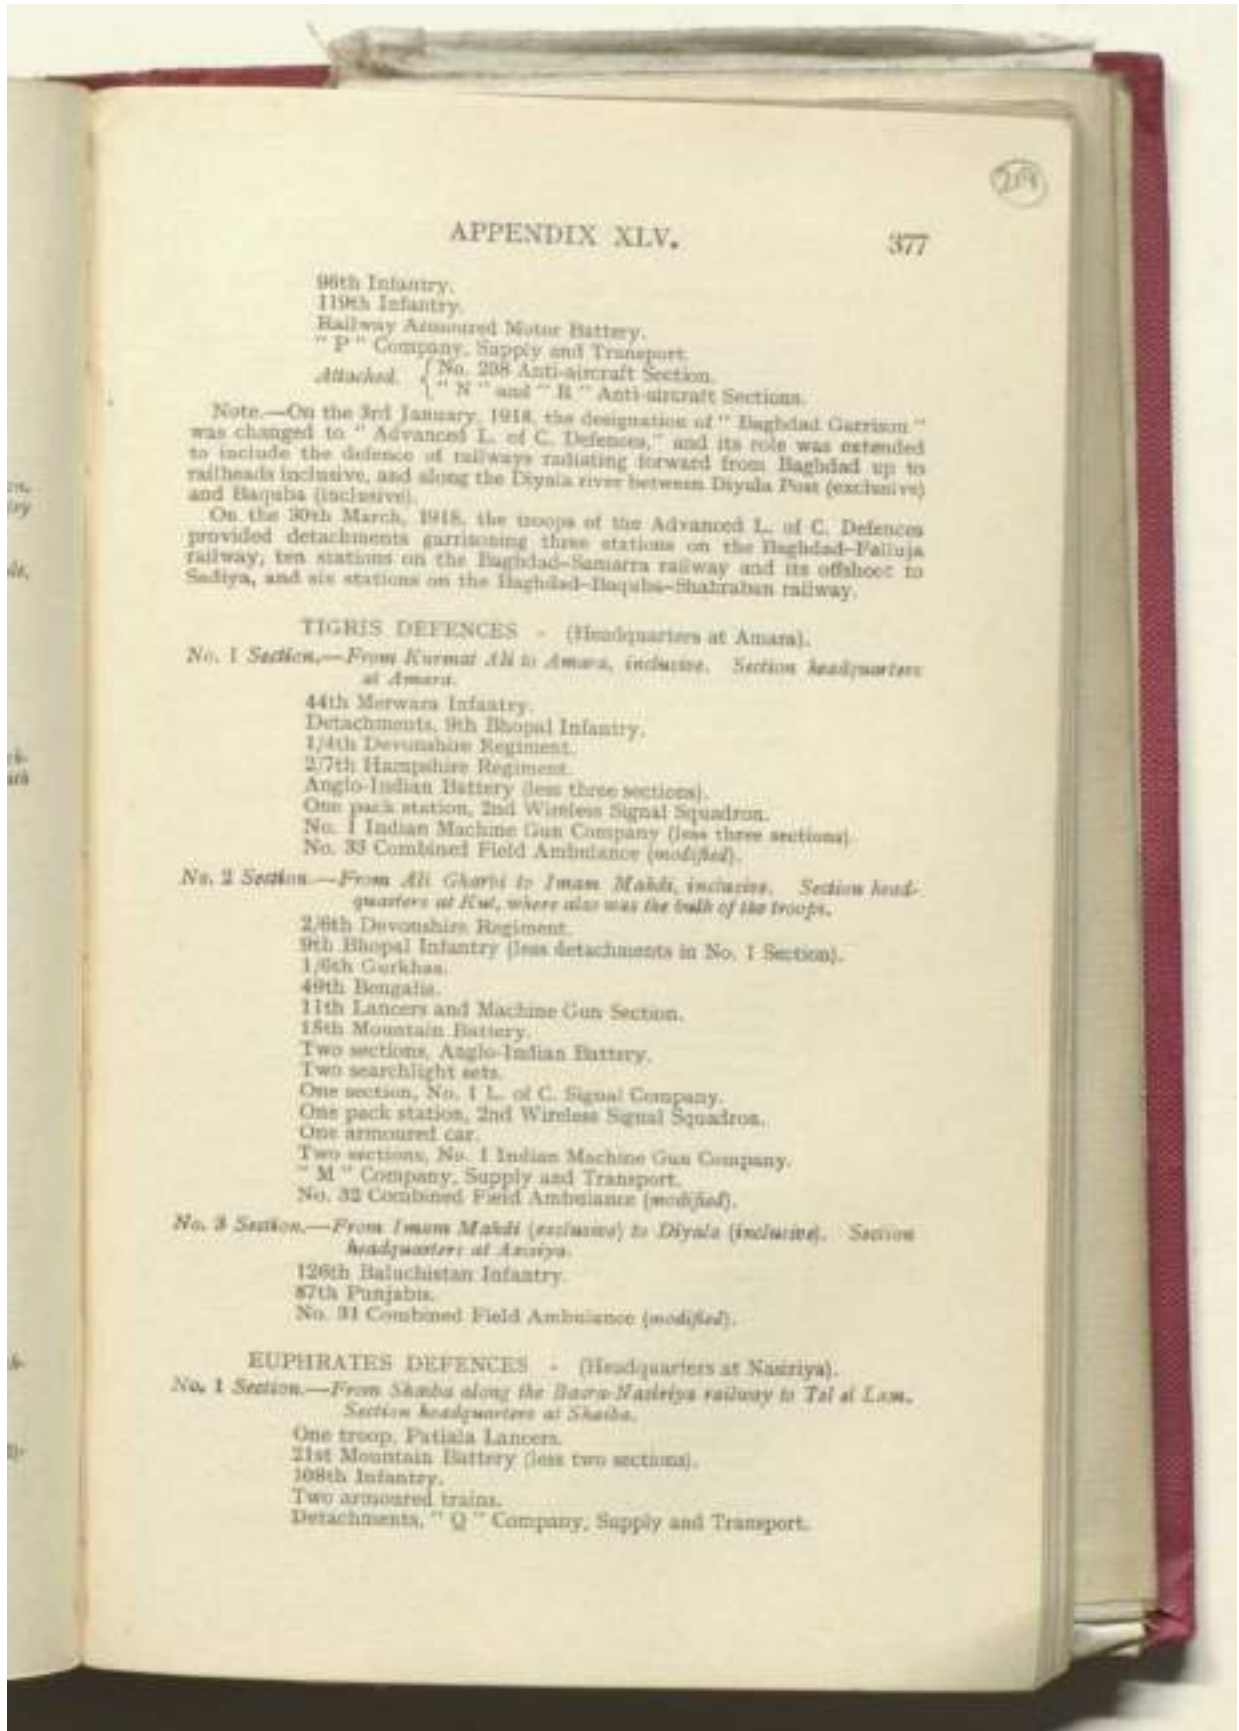 APPENDIX XLV. 377
96th Infantry.
119th Infantry.
Railway Armoured Motor Battery.
" P " Company, Supply and Transport.
Attached. { No. 208 Anti-aircraft Section.
" N " and " R " Anti-aircraft Sections.
Note.—On the 3rd January, 1918, the designation of " Baghdad Garrison "
was changed to " Advanced L. of C. Defences," and its role was extended
to include the defence of railways radiating forward from Baghdad up to
railheads inclusive, and along the Diyala river between Diyala Post (exclusive)
and Baquba (inclusive).
On the 30th March, 1918, the troops of the Advanced L. of C. Defences
provided detachments garrisoning three stations on the Baghdad-Falluja
railway, ten stations on the Baghdad-Samarra railway and its offshoot to
Sadiya, and six stations on the Baghdad-Baquba-Shahraban railway.
TIGRIS DEFENCES - (Headquarters at Amara).
No. 1 Section.—From Kurmat Ali to Amara, inclusive. Section headquarters
at Amara.
44th Merwara Infantry.
Detachments, 9th Bhopal Infantry.
1/4th Devonshire Regiment.
2/7th Hampshire Regiment.
Anglo-Indian Battery (less three sections).
One pack station, 2nd Wireless Signal Squadron.
No. 1 Indian Machine Gun Company (less three sections)
No. 33 Combined Field Ambulance (modified).
No. 2 Section.—From Ali Gharbi to Imam Mahdi, inclusive. Section head-
quarters at Kut, where also was the bulk of the troops.
2/6th Devonshire Regiment.
9th Bhopal Infantry (less detachments in No. 1 Section).
1/6th Gurkhas.
49th Bengalis.
11th Lancers and Machine Gun Section.
Mountain Battery.
Two sections, Anglo-Indian Battery.
Two searchlight sets.
One section, No. 1 L. of C. Signal Company.
One pack station, 2nd Wireless Signal Squadron.
One armoured car.
Two sections, No. 1 Indian Machine Gun Company.
" M " Company, Supply and Transport.
No. 32 Combined Field Ambulance (modified).
No. 3 Section.—From Imam Mahdi (exclusive) to Diyala (inclusive). Section
headquarters at Aziziya.
126th Baluchistan Infantry.
87th Punjabis.
No. 31 Combined Field Ambulance (modified).
EUPHRATES DEFENCES - (Headquarters at Nasiriya).
No. 1 Section.—From Shaiba along the Basra-Nasiriya railway to Tel el Lam.
Section headquarters at Shaiba.
One troop, Patiala Lancers.
21st Mountain Battery (less two sections).
108th Infantry.
Two armoured trains.
Detachments, " Q " Company, Supply and Transport.